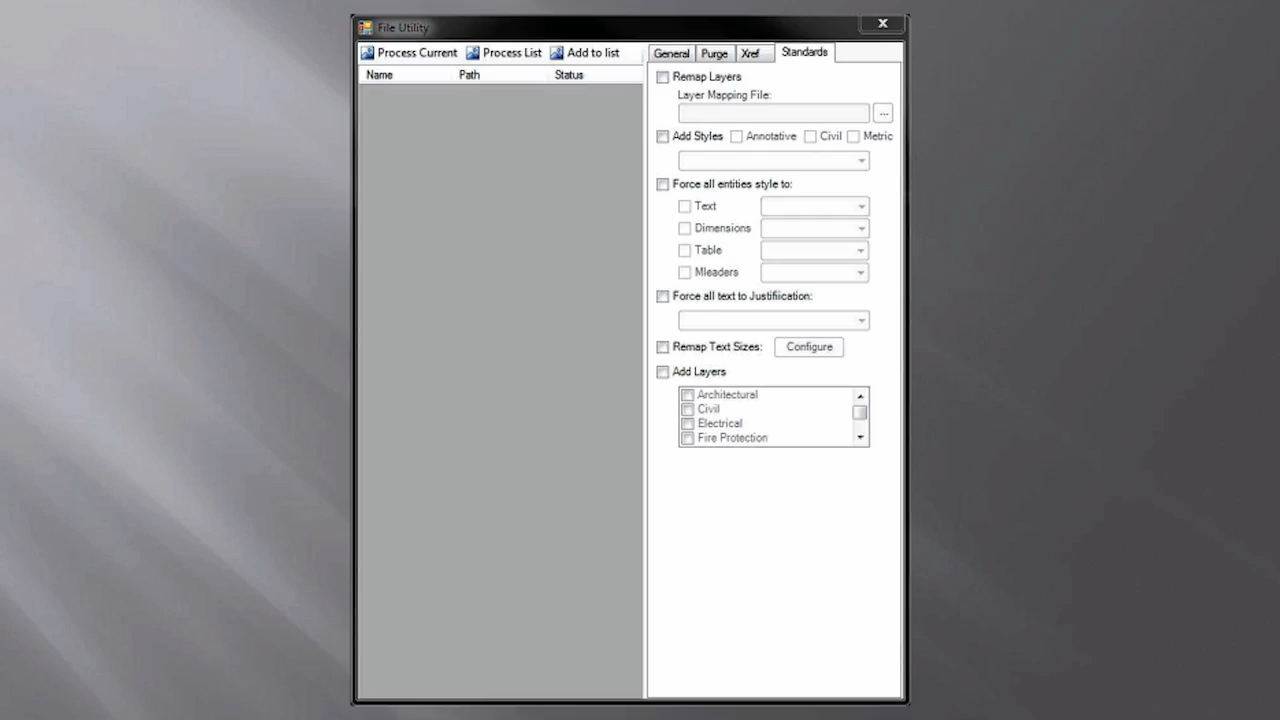 File Utility
Process Current Process List Add to list
Name Path Status
General Purge Xref Standards
Remap Layers
Layer Mapping File:
...
Add Styles Annotative Civil Metric
Force all entities style to:
Text
Dimensions
Table
Mleaders
Force all text to Justifiication:
Remap Text Sizes: Configure
Add Layers
Architectural
Civil
Electrical
Fire Protection